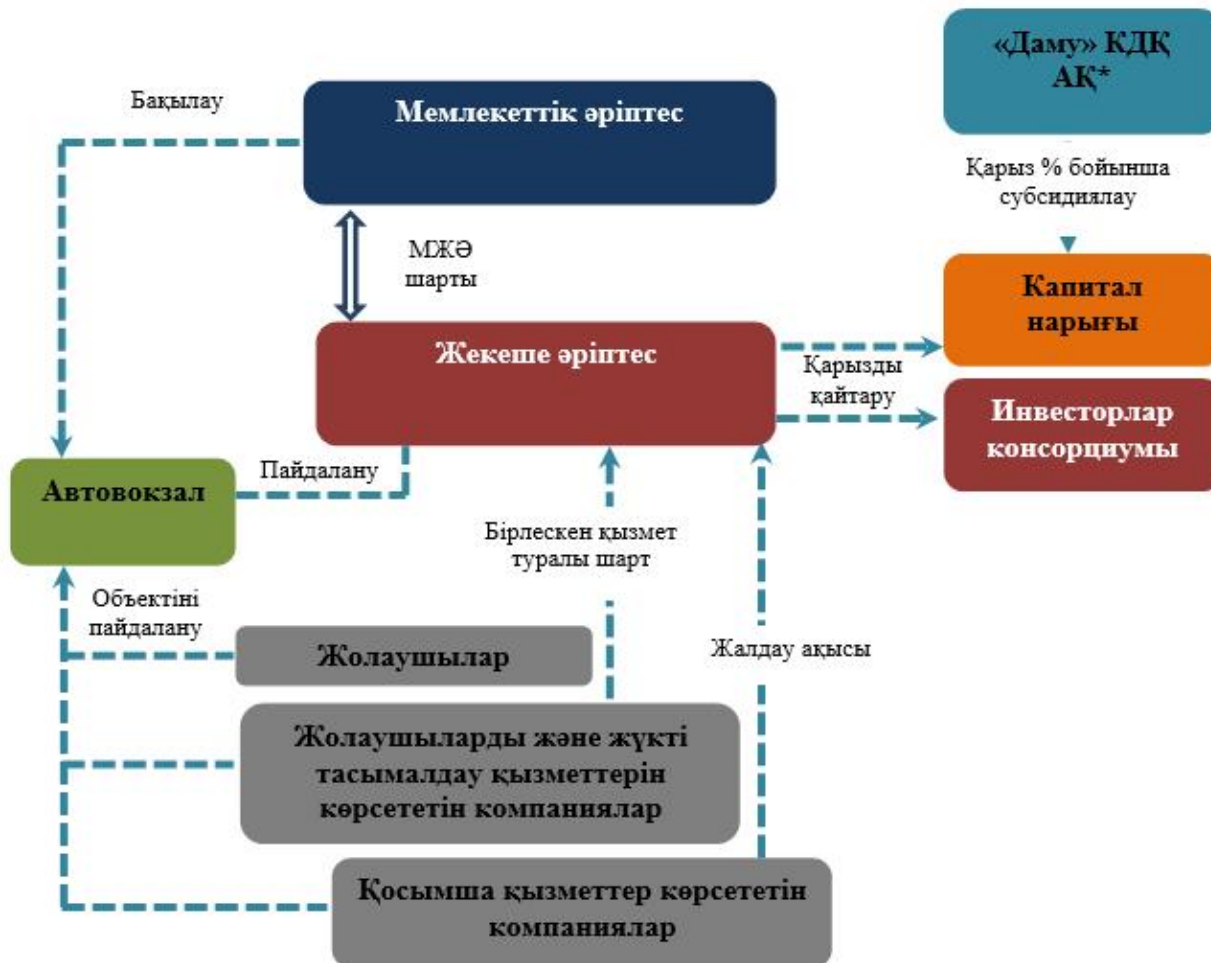 «Даму» КДҚ
АҚ*
Бақылау
Мемлекеттік әріптес
Қарыз % бойынша
субсидиялау
МЖӘ
шарты
Капитал
нарығы
Жекеше әріптес
Қарызды
қайтару
Инвесторлар
консорциумы
Автовокзал
Пайдалану
Бірлескен қызмет
туралы шарт
Объектіні
пайдалану
Жолаушылар
Жалдау ақысы
Жолаушыларды және жүкті
тасымалдау қызметтерін
көрсететін компаниялар
Қосымша қызметтер көрсететін
компаниялар